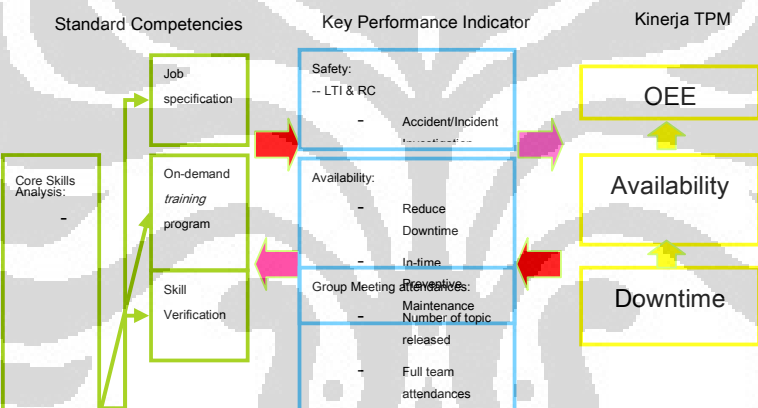 Standard Competencies
Key Performance Indicator
Kinerja TPM
Core Skills
Analysis:
-
Job
specification
On-demand
training
program
Skill
Verification
Safety:
-- LTI & RC
- Accident/Incident
Availability:
- Reduce
Downtime
- In-time
Preventive
Maintenance
Group Meeting attendances:
- Number of topic
released
- Full team
attendances
OEE
Availability
Downtime